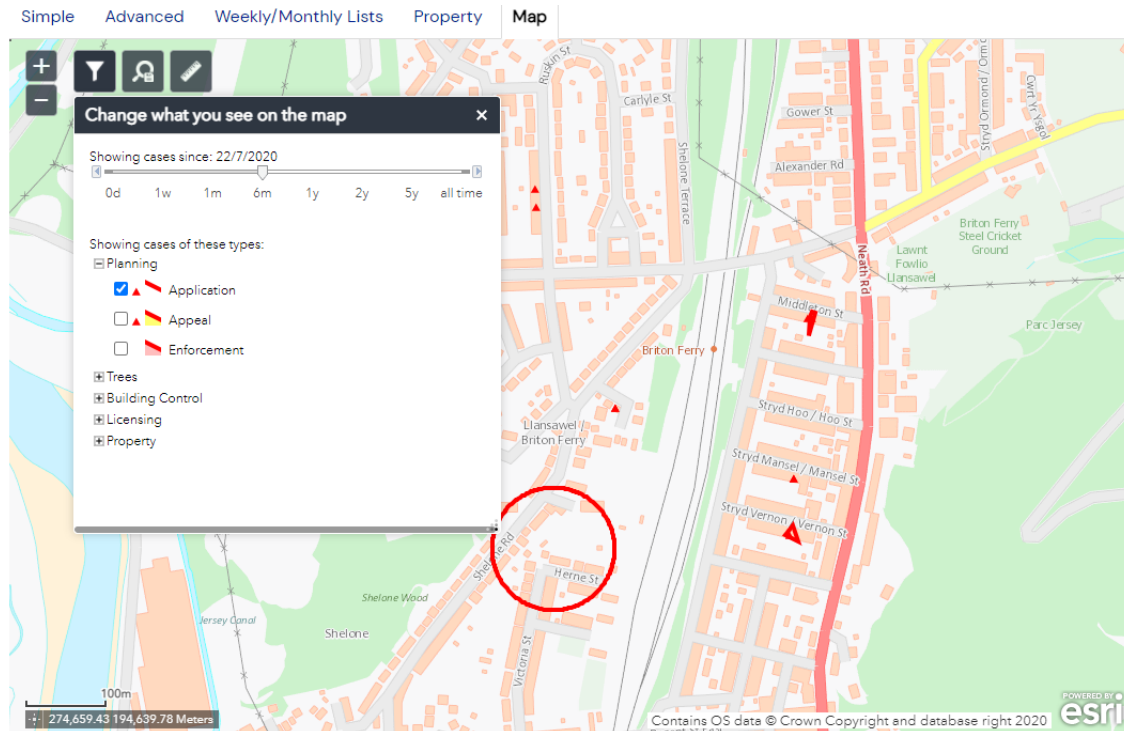 Simple Advanced Weekly/Monthly Lists Property Map
+
−
Change what you see on the map ×
Showing cases since: 22/7/2020
0d 1w 1m 6m 1y 2y 5y all time
Showing cases of these types:
Planning
Application
Appeal
Enforcement
Trees
Building Control
Licensing
Property
Ruskin St
Carlyle St
Shelone Terrace
Gower St
Alexander Rd
Stryd Ormond / Orm
Cwrt Yr Ysgol
Briton Ferry
Steel Cricket
Ground
Lawnt
Fowlio
Llansawel
Neath Rd
Parc Jersey
Middleton St
Briton Ferry
Stryd Hoo / Hoo St
Llansawel /
Briton Ferry
Stryd Mansel / Mansel St
Stryd Vernon / Vernon St
Shelone Rd
Herne St
Shelone Wood
Jersey Canal
Shelone
Victoria St
100m
274,659.43 194,639.78 Meters
Contains OS data © Crown Copyright and database right 2020
POWERED BY
esri